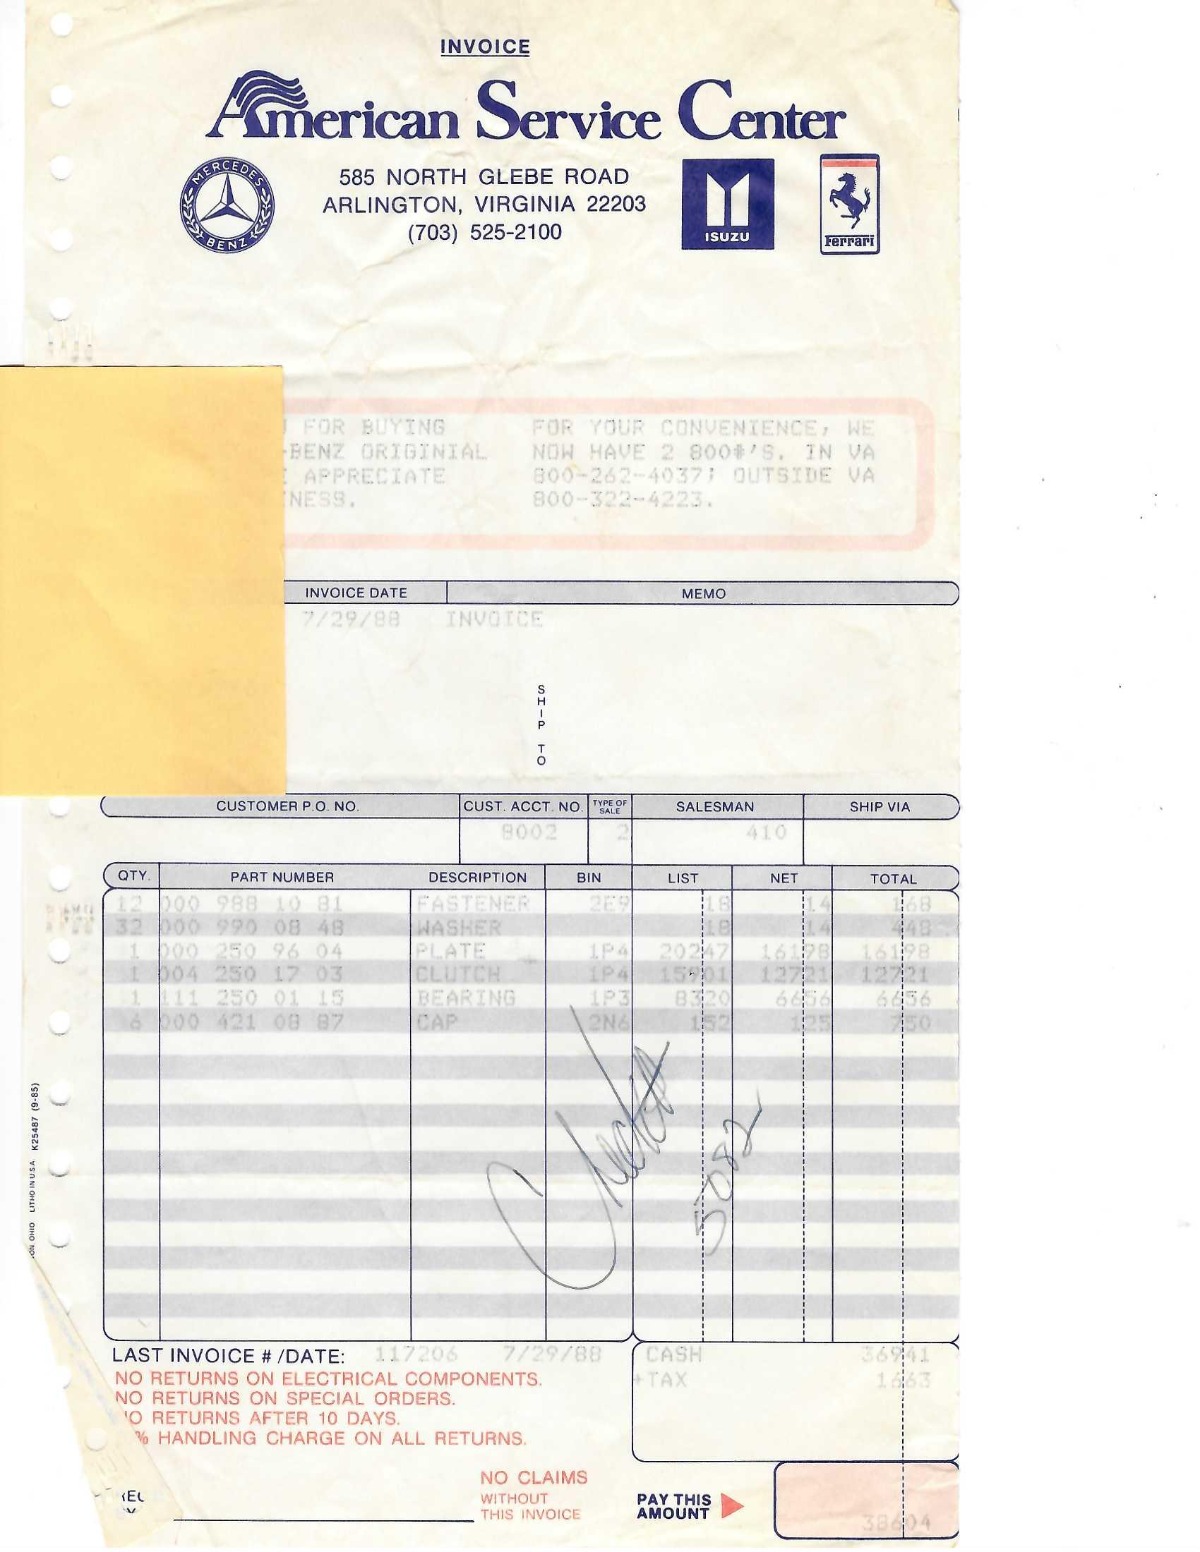 INVOICE
American Service Center
MERCEDES BENZ
585 NORTH GLEBE ROAD
ARLINGTON, VIRGINIA 22203
(703) 525-2100
ISUZU
Ferrari
FOR BUYING FOR YOUR CONVENIENCE, WE
-BENZ ORIGINIAL NOW HAVE 2 800#'S. IN VA
APPRECIATE 800-262-4037; OUTSIDE VA
NESS. 800-322-4223.
INVOICE DATE MEMO
7/29/88 INVOICE
SHIP TO
CUSTOMER P.O. NO. CUST. ACCT. NO. TYPE OF SALE SALESMAN SHIP VIA
8002 2 410
QTY. PART NUMBER DESCRIPTION BIN LIST NET TOTAL
12 000 988 10 81 FASTENER 2E9 18 14 168
32 000 990 08 48 WASHER 18 14 448
1 000 250 96 04 PLATE 1P4 20247 16198 16198
1 004 250 17 03 CLUTCH 1P4 15901 12721 12721
1 111 250 01 15 BEARING 1P3 8320 6656 6656
6 000 421 08 87 CAP 2N6 152 125 750
5082
ON OHIO LITHO IN U.S.A. K25487 (9-85)
LAST INVOICE # /DATE: 117206 7/29/88 CASH 36941
NO RETURNS ON ELECTRICAL COMPONENTS. +TAX 1663
NO RETURNS ON SPECIAL ORDERS.
O RETURNS AFTER 10 DAYS.
% HANDLING CHARGE ON ALL RETURNS.
NO CLAIMS
WITHOUT
THIS INVOICE
PAY THIS
AMOUNT 38604